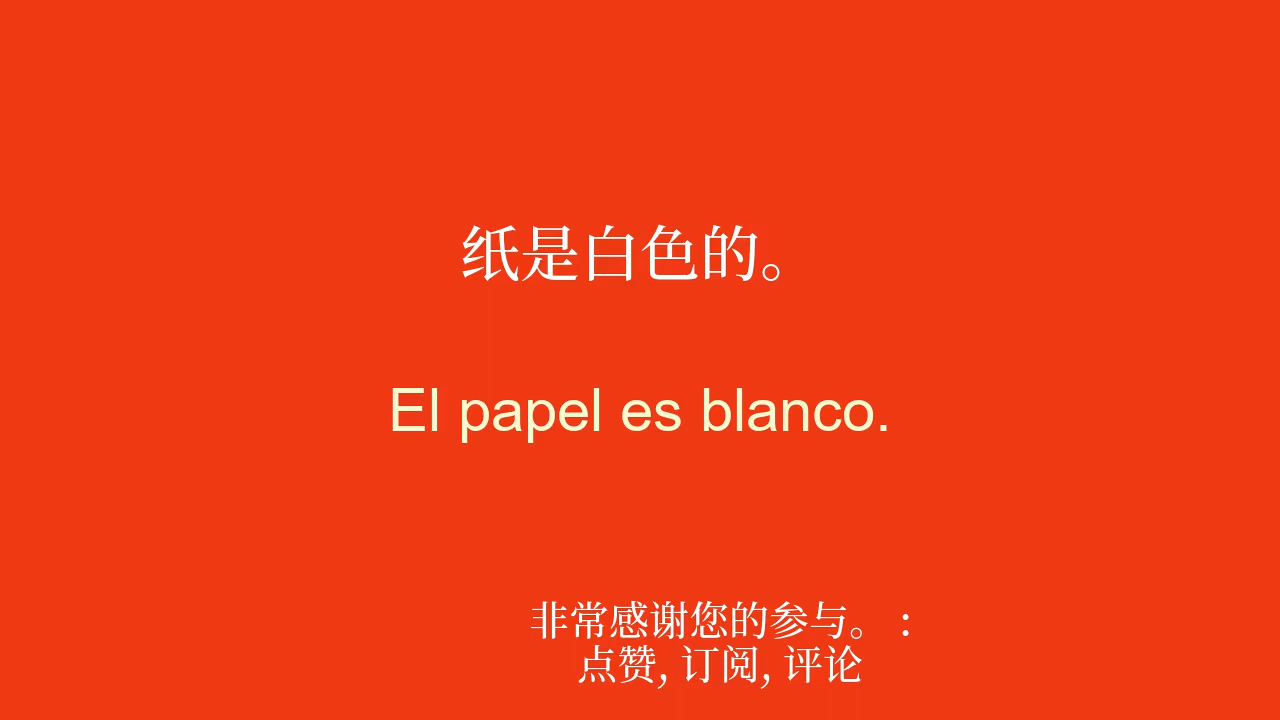 纸是白色的。
El papel es blanco.
非常感谢您的参与。 :
点赞, 订阅, 评论